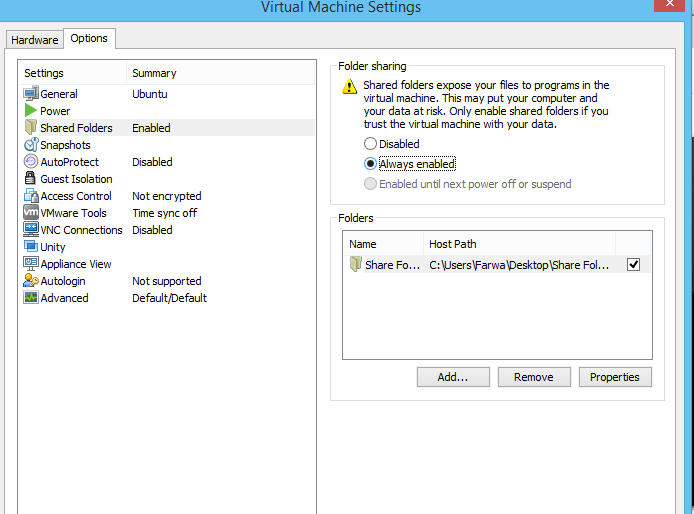 Virtual Machine Settings
Hardware
Options
Settings Summary
General Ubuntu
Power
Shared Folders Enabled
Snapshots
AutoProtect Disabled
Guest Isolation
Access Control Not encrypted
vm VMware Tools Time sync off
VNC Connections Disabled
Unity
Appliance View
Autologin Not supported
Advanced Default/Default
Folder sharing
Shared folders expose your files to programs in the
virtual machine. This may put your computer and
your data at risk. Only enable shared folders if you
trust the virtual machine with your data.
Disabled
Always enabled
Enabled until next power off or suspend
Folders
Name Host Path
Share Fo... C:\Users\Farwa\Desktop\Share Fol...
Add... Remove Properties